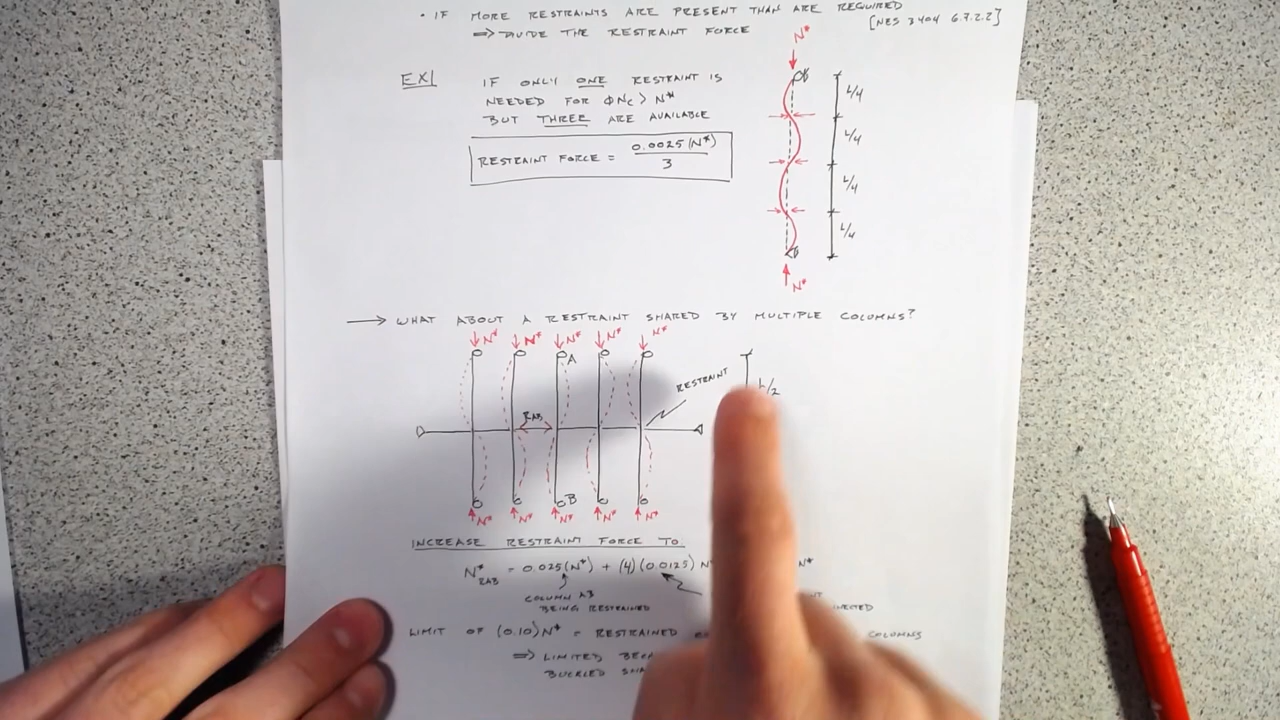 • IF MORE RESTRAINTS ARE PRESENT THAN ARE REQUIRED
[NZS 3404 6.7.2.2]
⇒ DIVIDE THE RESTRAINT FORCE
N*
EX1
IF ONLY ONE RESTRAINT IS
NEEDED FOR ΦNc > N*
BUT THREE ARE AVAILABLE
RESTRAINT FORCE = 0.0025(N*) / 3
L/4
L/4
L/4
L/4
N*
→ WHAT ABOUT A RESTRAINT SHARED BY MULTIPLE COLUMNS?
N* N* N* N* N*
A
RESTRAINT
L/2
RAB
B
N* N* N* N* N*
INCREASE RESTRAINT FORCE TO
N*RAB = 0.025(N*) + (4)(0.0125) N* N*
COLUMN AB
BEING RESTRAINED
LIMIT OF (0.10)N* = RESTRAINED COLUMNS
⇒ LIMITED
BUCKLED